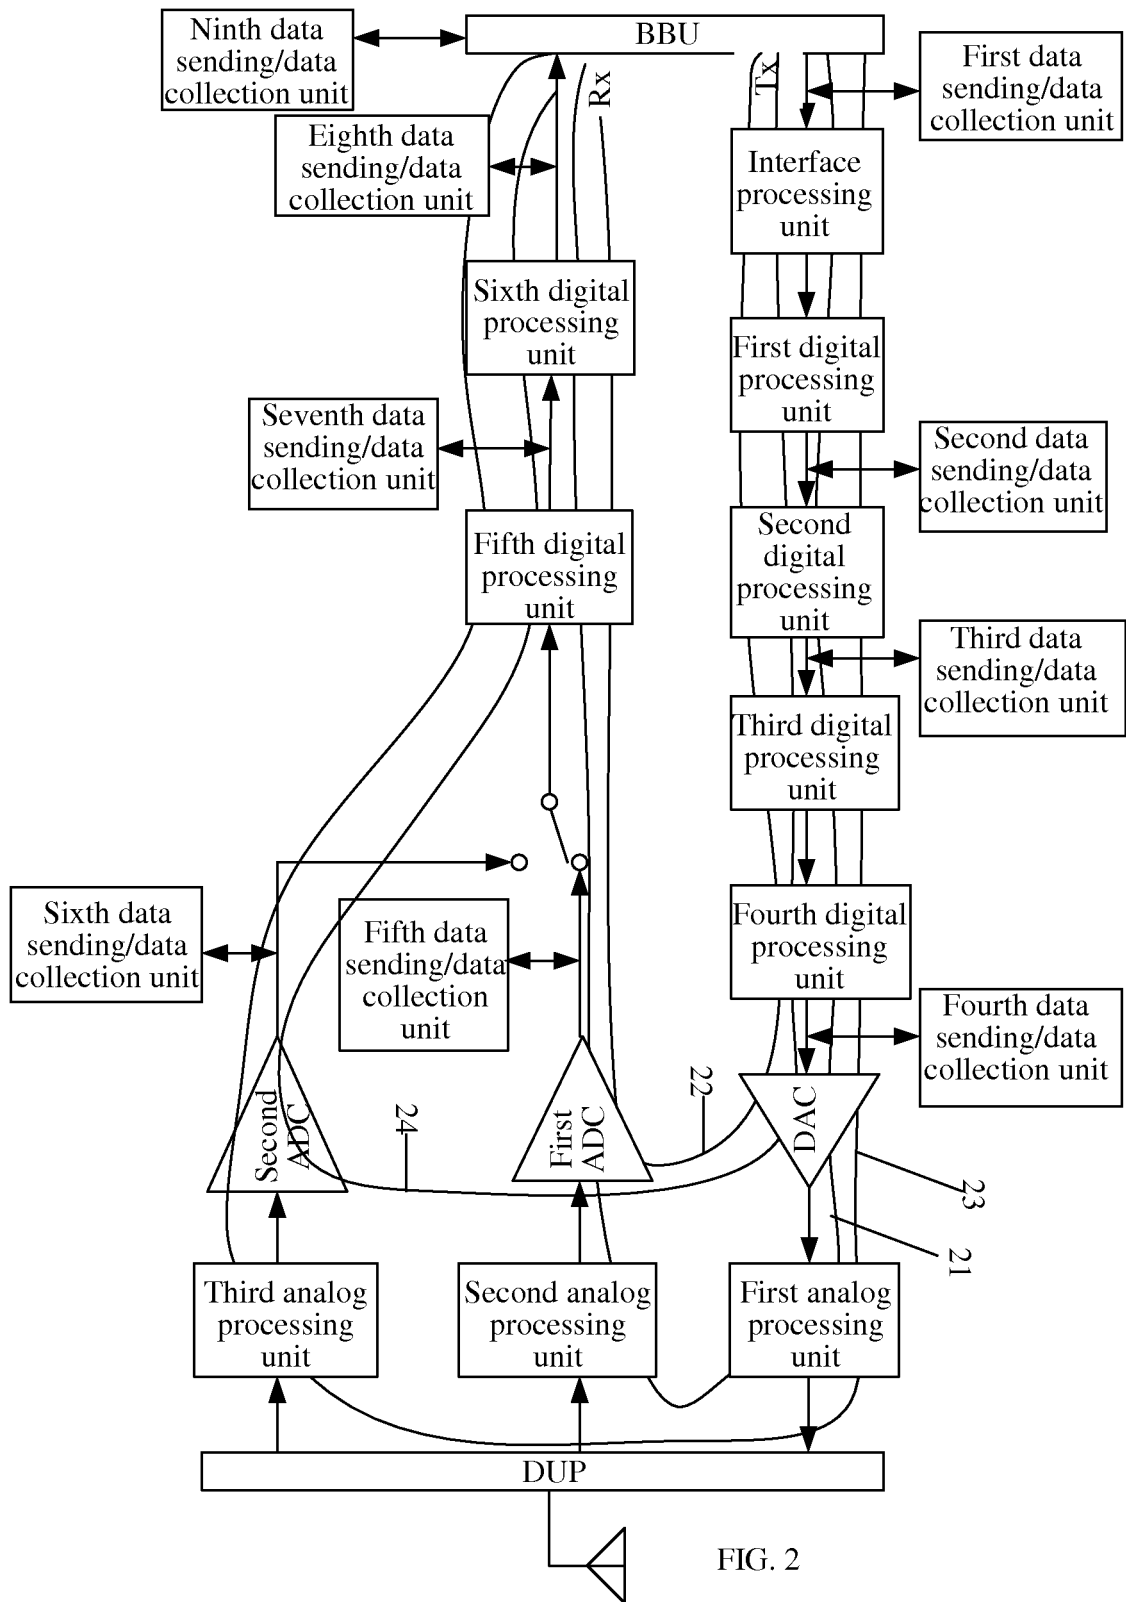 Ninth data
sending/data
collection unit
BBU
First data
sending/data
collection unit
Rx
Tx
Eighth data
sending/data
collection unit
Interface
processing
unit
Sixth digital
processing
unit
First digital
processing
unit
Seventh data
sending/data
collection unit
Second data
sending/data
collection unit
Fifth digital
processing
unit
Second
digital
processing
unit
Third data
sending/data
collection unit
Third digital
processing
unit
Sixth data
sending/data
collection unit
Fifth data
sending/data
collection
unit
Fourth digital
processing
unit
Fourth data
sending/data
collection unit
Second
ADC
24
First
ADC
22
DAC
23
21
Third analog
processing
unit
Second analog
processing
unit
First analog
processing
unit
DUP
FIG. 2